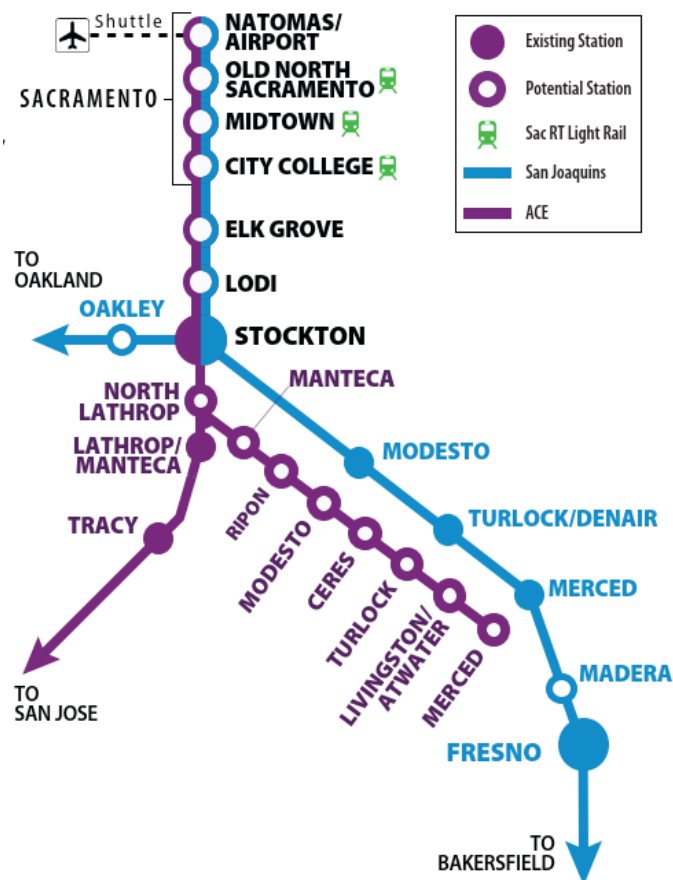 Shuttle
NATOMAS/
AIRPORT
OLD NORTH
SACRAMENTO
SACRAMENTO
MIDTOWN
CITY COLLEGE
ELK GROVE
LODI
TO
OAKLAND
OAKLEY
STOCKTON
NORTH
LATHROP
MANTECA
LATHROP/
MANTECA
TRACY
TO
SAN JOSE
RIPON
MODESTO
CERES
TURLOCK
LIVINGSTON/
ATWATER
MERCED
MODESTO
TURLOCK/DENAIR
MERCED
MADERA
FRESNO
TO
BAKERSFIELD
Existing Station
Potential Station
Sac RT Light Rail
San Joaquins
ACE